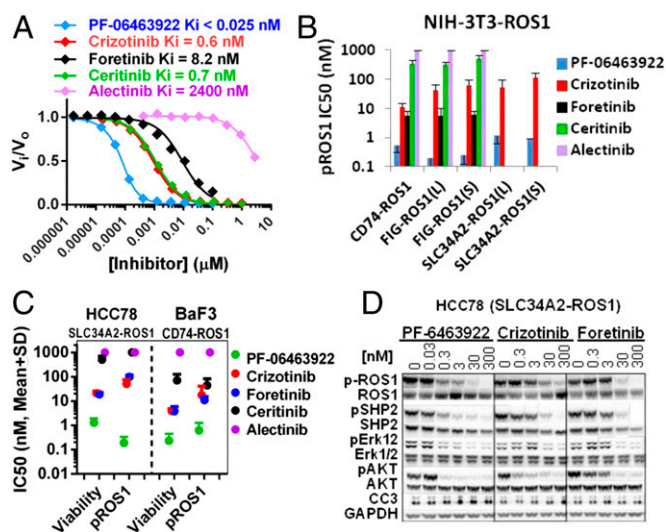 A
PF-06463922 Ki < 0.025 nM
Crizotinib Ki = 0.6 nM
Foretinib Ki = 8.2 nM
Ceritinib Ki = 0.7 nM
Alectinib Ki = 2400 nM
Vi/Vo
1.0
0.5
0.0
0.000001
0.0001
0.001
0.01
0.1
1
10
[Inhibitor] (µM)
B
NIH-3T3-ROS1
pROS1 IC50 (nM)
1000
100
10
1
0.1
CD74-ROS1
FIG-ROS1(L)
FIG-ROS1(S)
SLC34A2-ROS1(L)
SLC34A2-ROS1(S)
PF-06463922
Crizotinib
Foretinib
Ceritinib
Alectinib
C
HCC78
SLC34A2-ROS1
BaF3
CD74-ROS1
IC50 (nM, Mean+SD)
1000
100
10
1
0.1
0.01
Viability
pROS1
Viability
pROS1
PF-06463922
Crizotinib
Foretinib
Ceritinib
Alectinib
D
HCC78 (SLC34A2-ROS1)
PF-6463922 Crizotinib Foretinib
[nM]
0 0.03 0.3 3 30 300
0 0.3 3 30 300
0 0.3 3 30 300
p-ROS1
ROS1
pSHP2
SHP2
pErk12
Erk1/2
pAKT
AKT
CC3
GAPDH